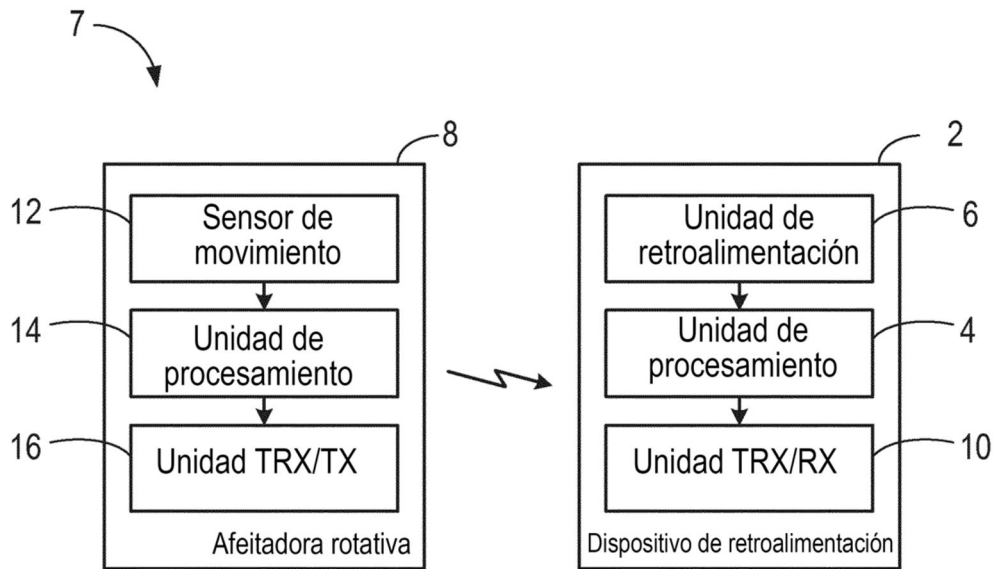 7
8
2
12
Sensor de
movimiento
Unidad de
retroalimentación
6
14
Unidad de
procesamiento
Unidad de
procesamiento
4
16
Unidad TRX/TX
Unidad TRX/RX
10
Afeitadora rotativa
Dispositivo de retroalimentación